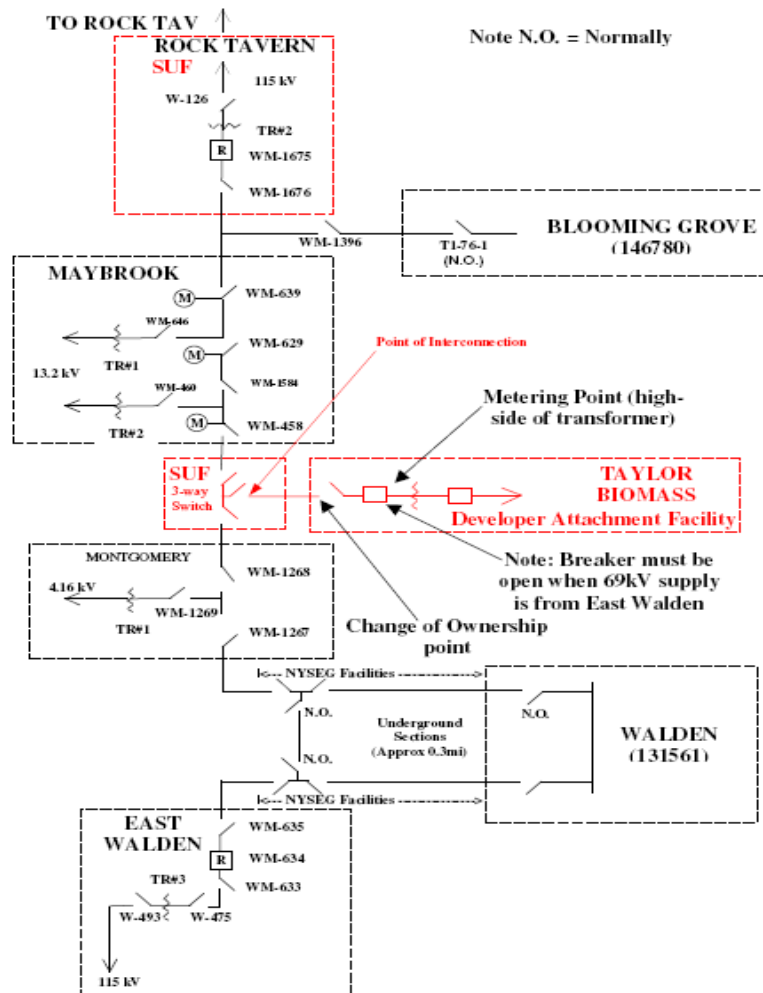 TO ROCK TAV
ROCK TAVERN
SUF
Note N.O. = Normally
115 kV
W-126
TR#2
R
WM-1675
WM-1676
WM-1396
T1-76-1
(N.O.)
BLOOMING GROVE
(146780)
MAYBROOK
M
WM-639
WM-646
TR#1
M
WM-629
13.2 kV
WM-1584
WM-460
TR#2
M
WM-458
Point of Interconnection
Metering Point (high-
side of transformer)
SUF
3-way
Switch
TAYLOR
BIOMASS
Developer Attachment Facility
Note: Breaker must be
open when 69kV supply
is from East Walden
Change of Ownership
point
MONTGOMERY
WM-1268
4.16 kV
WM-1269
TR#1
WM-1267
NYSEG Facilities
N.O.
N.O.
Underground
Sections
(Approx 0.3mi)
WALDEN
(131561)
N.O.
NYSEG Facilities
EAST
WALDEN
WM-635
R
WM-634
WM-633
TR#3
W-493
W-475
115 kV